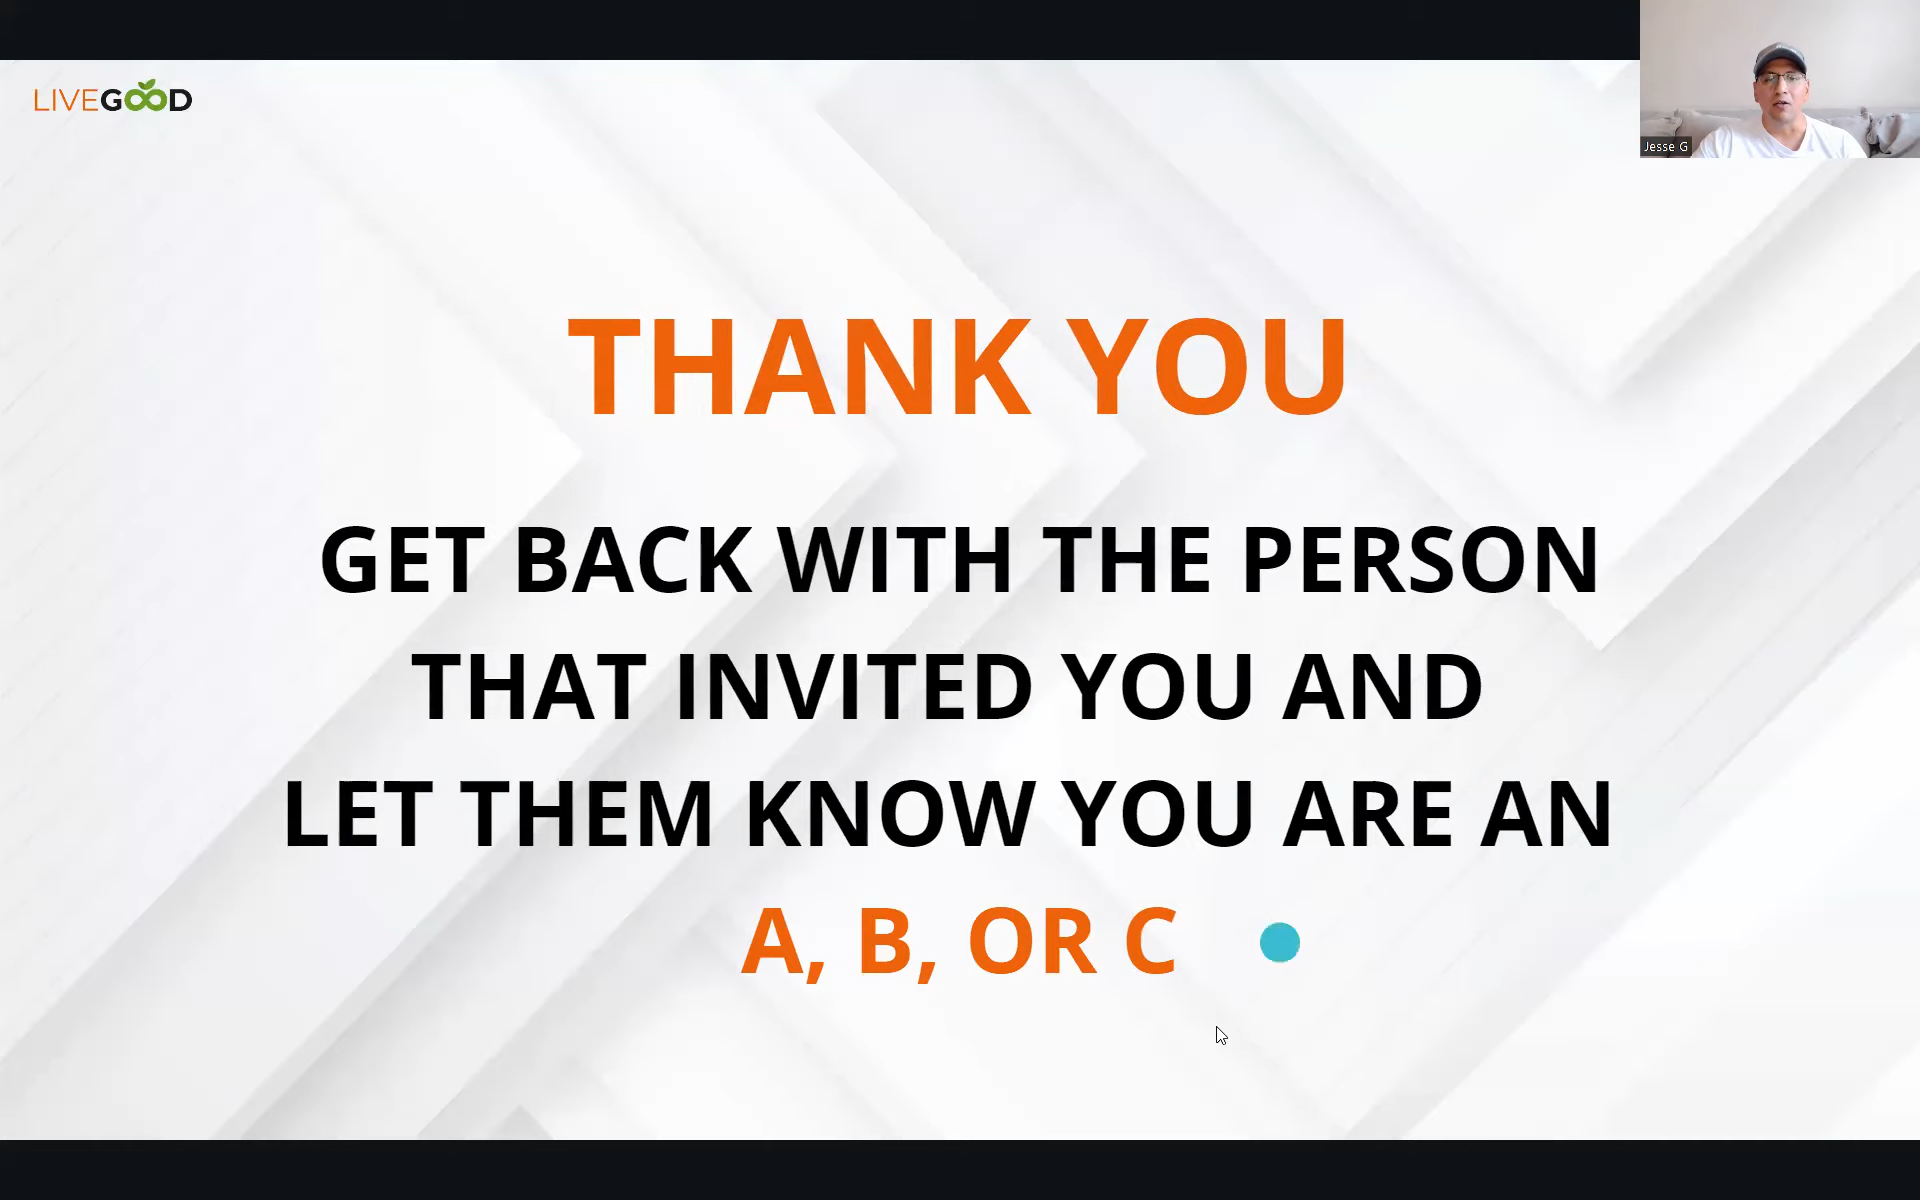 LIVEGOOD
Jesse G
THANK YOU
GET BACK WITH THE PERSON
THAT INVITED YOU AND
LET THEM KNOW YOU ARE AN
A, B, OR C